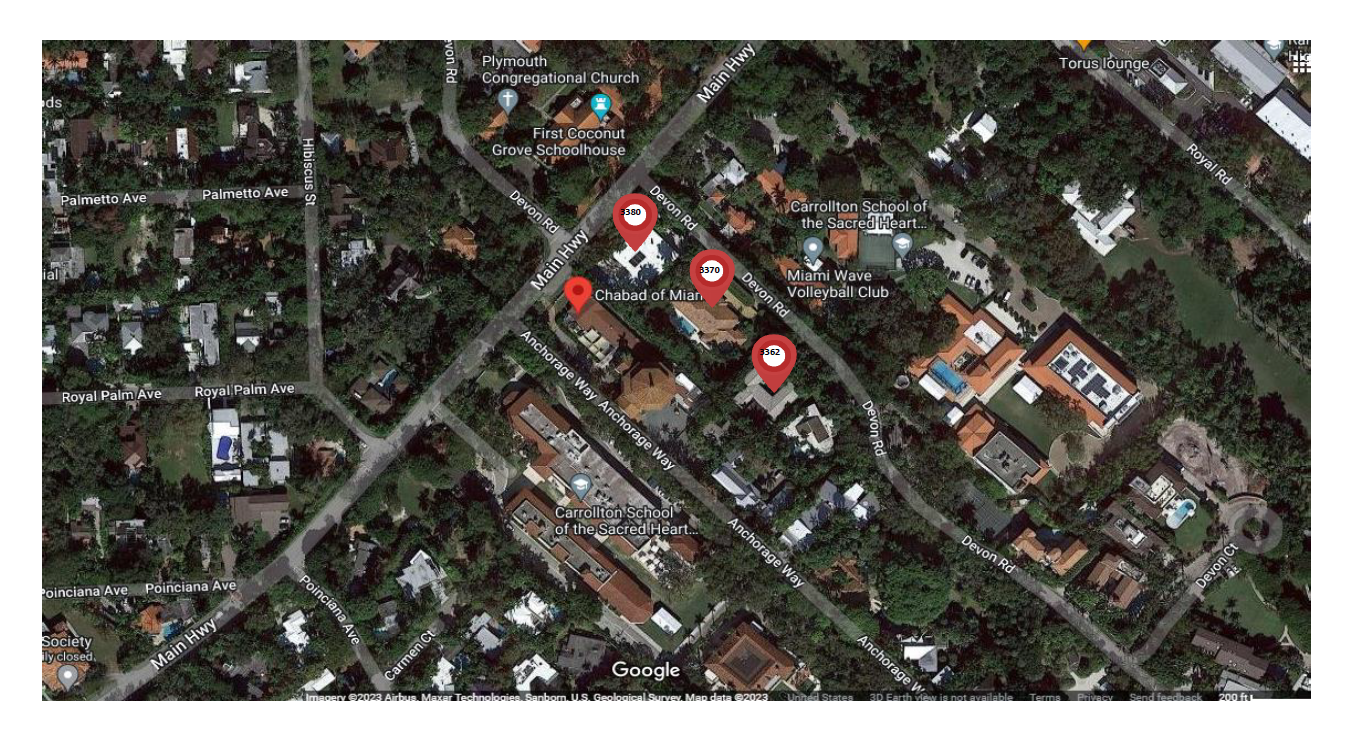 Plymouth
Congregational Church
Main Hwy
Torus lounge
First Coconut
Grove Schoolhouse
Hibiscus St
Royal Rd
Palmetto Ave
Palmetto Ave
Devon Rd
Devon Rd
3380
Carrollton School of
the Sacred Heart...
Main Hwy
3370
Devon Rd
Miami Wave
Volleyball Club
Chabad of Miam
3362
Anchorage Way
Anchorage Way
Royal Palm Ave
Royal Palm Ave
Devon Rd
Carrollton School
of the Sacred Heart...
Anchorage Way
Devon Rd
Devon Ct
Poinciana Ave
Poinciana Ave
Poinciana Ave
Main Hwy
Carmen Ct
Society
ily closed
Anchorage W
Google
Imagery ©2023 Airbus, Maxar Technologies, Sanborn, U.S. Geological Survey, Map data ©2023
United States
3D Earth view is not available
Terms
Privacy
Send feedback
200 ft